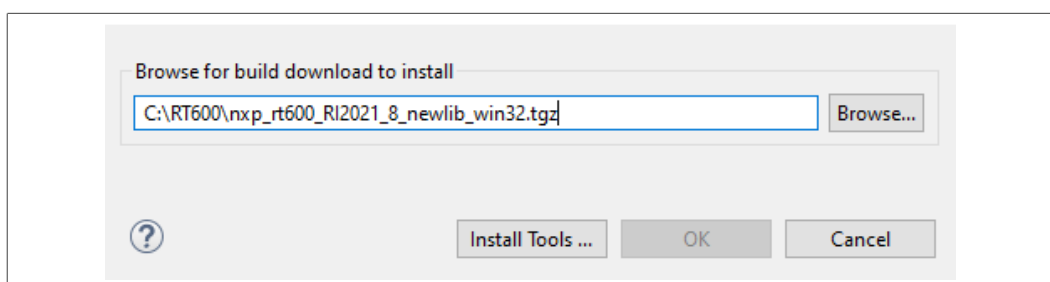 Browse for build download to install
C:\RT600\nxp_rt600_RI2021_8_newlib_win32.tgz
Browse...
?
Install Tools ...
OK
Cancel